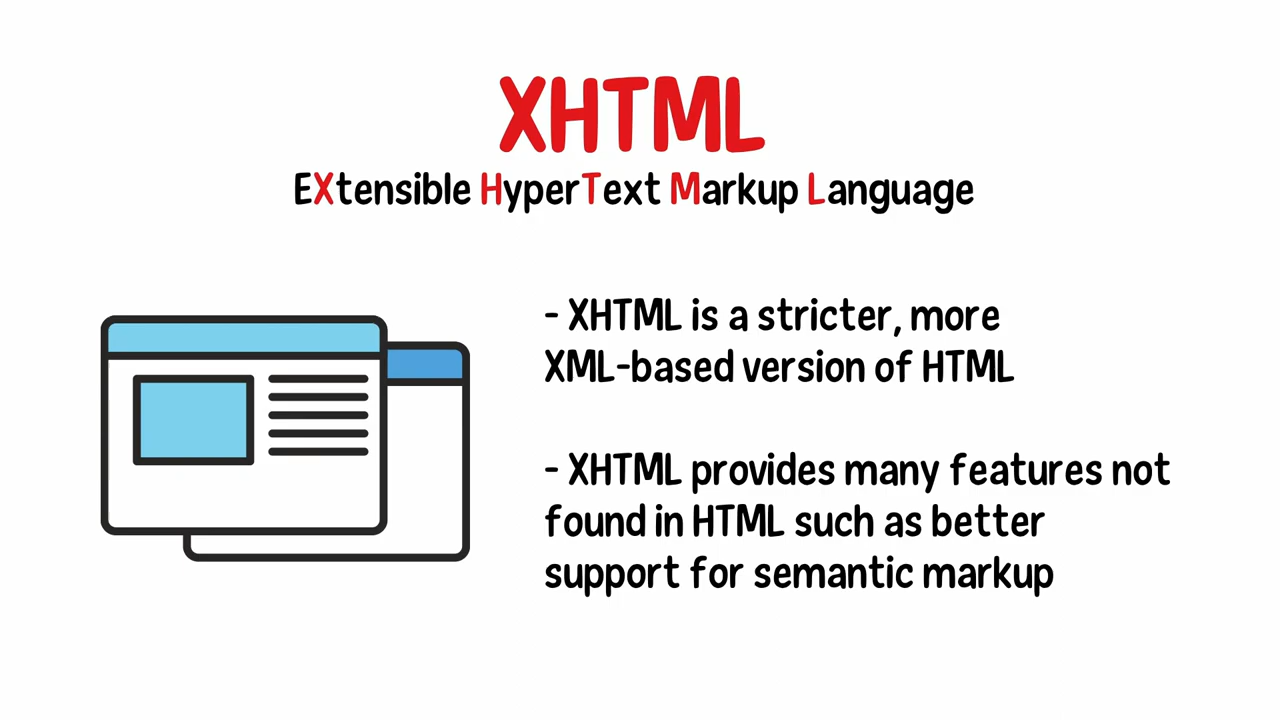 XHTML
EXtensible HyperText Markup Language
- XHTML is a stricter, more
XML-based version of HTML
- XHTML provides many features not
found in HTML such as better
support for semantic markup